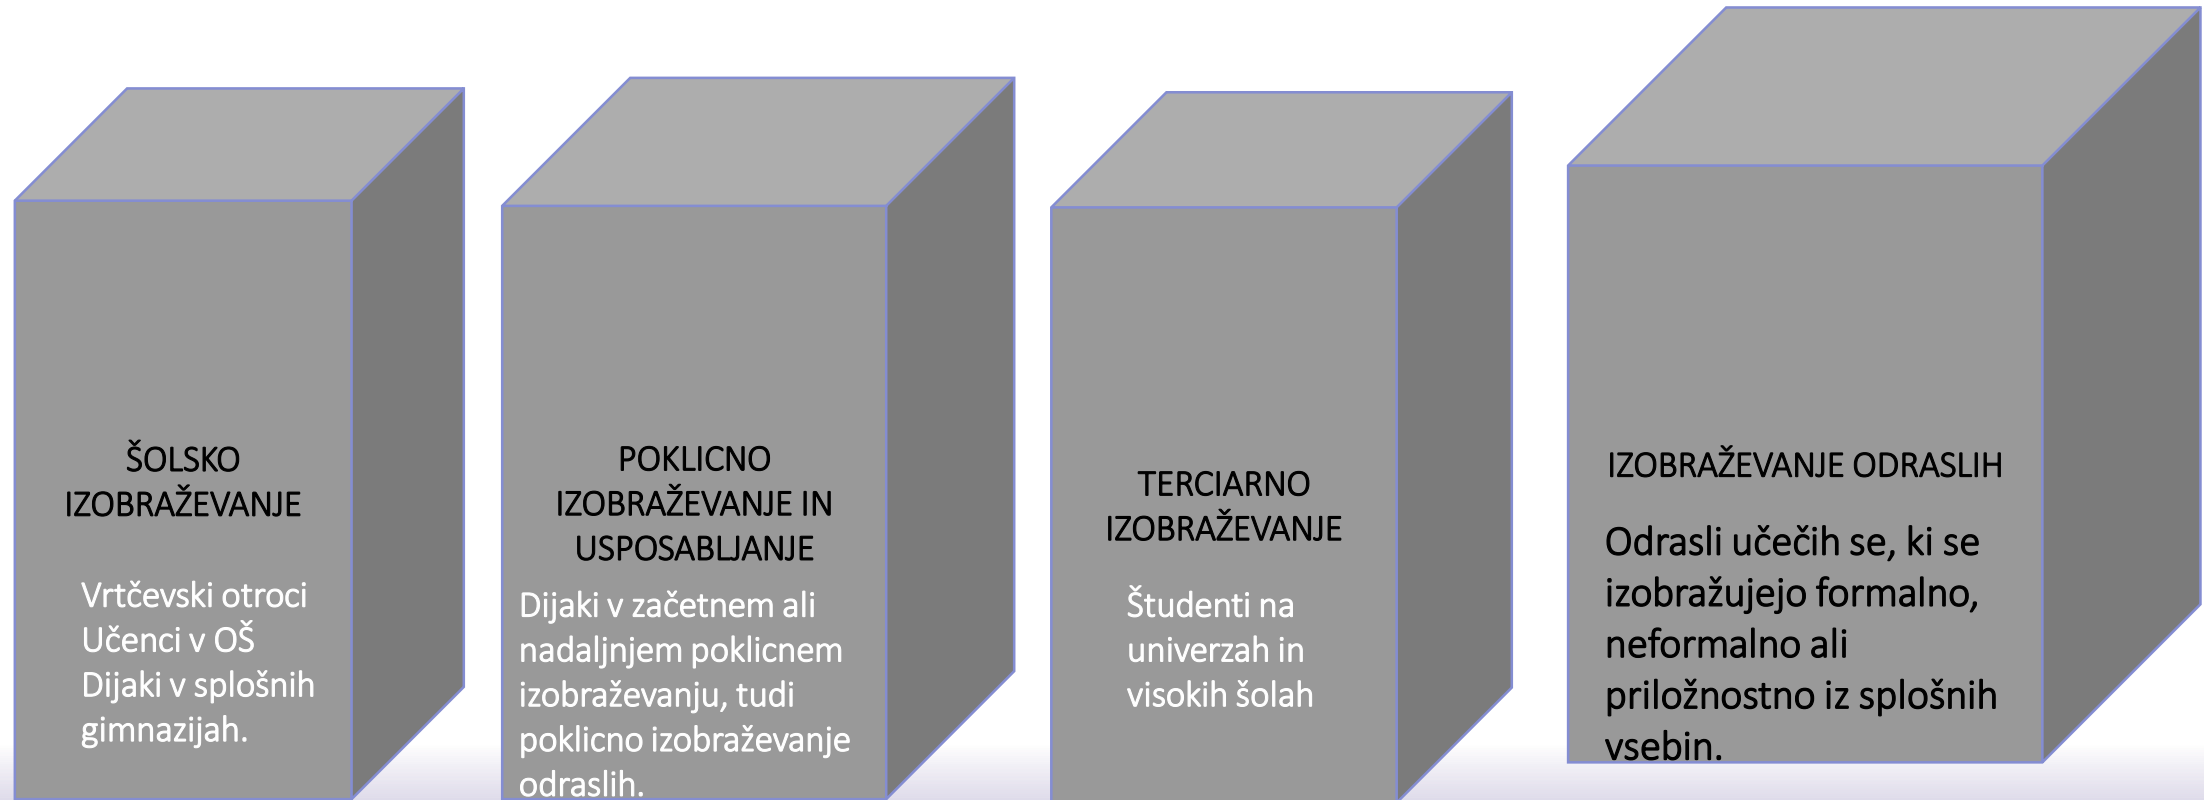 ŠOLSKO
IZOBRAŽEVANJE
Vrtčevski otroci
Učenci v OŠ
Dijaki v splošnih
gimnazijah.
POKLICNO
IZOBRAŽEVANJE IN
USPOSABLJANJE
Dijaki v začetnem ali
nadaljnjem poklicnem
izobraževanju, tudi
poklicno izobraževanje
odraslih.
TERCIARNO
IZOBRAŽEVANJE
Študenti na
univerzah in
visokih šolah
IZOBRAŽEVANJE ODRASLIH
Odrasli učečih se, ki se
izobražujejo formalno,
neformalno ali
priložnostno iz splošnih
vsebin.